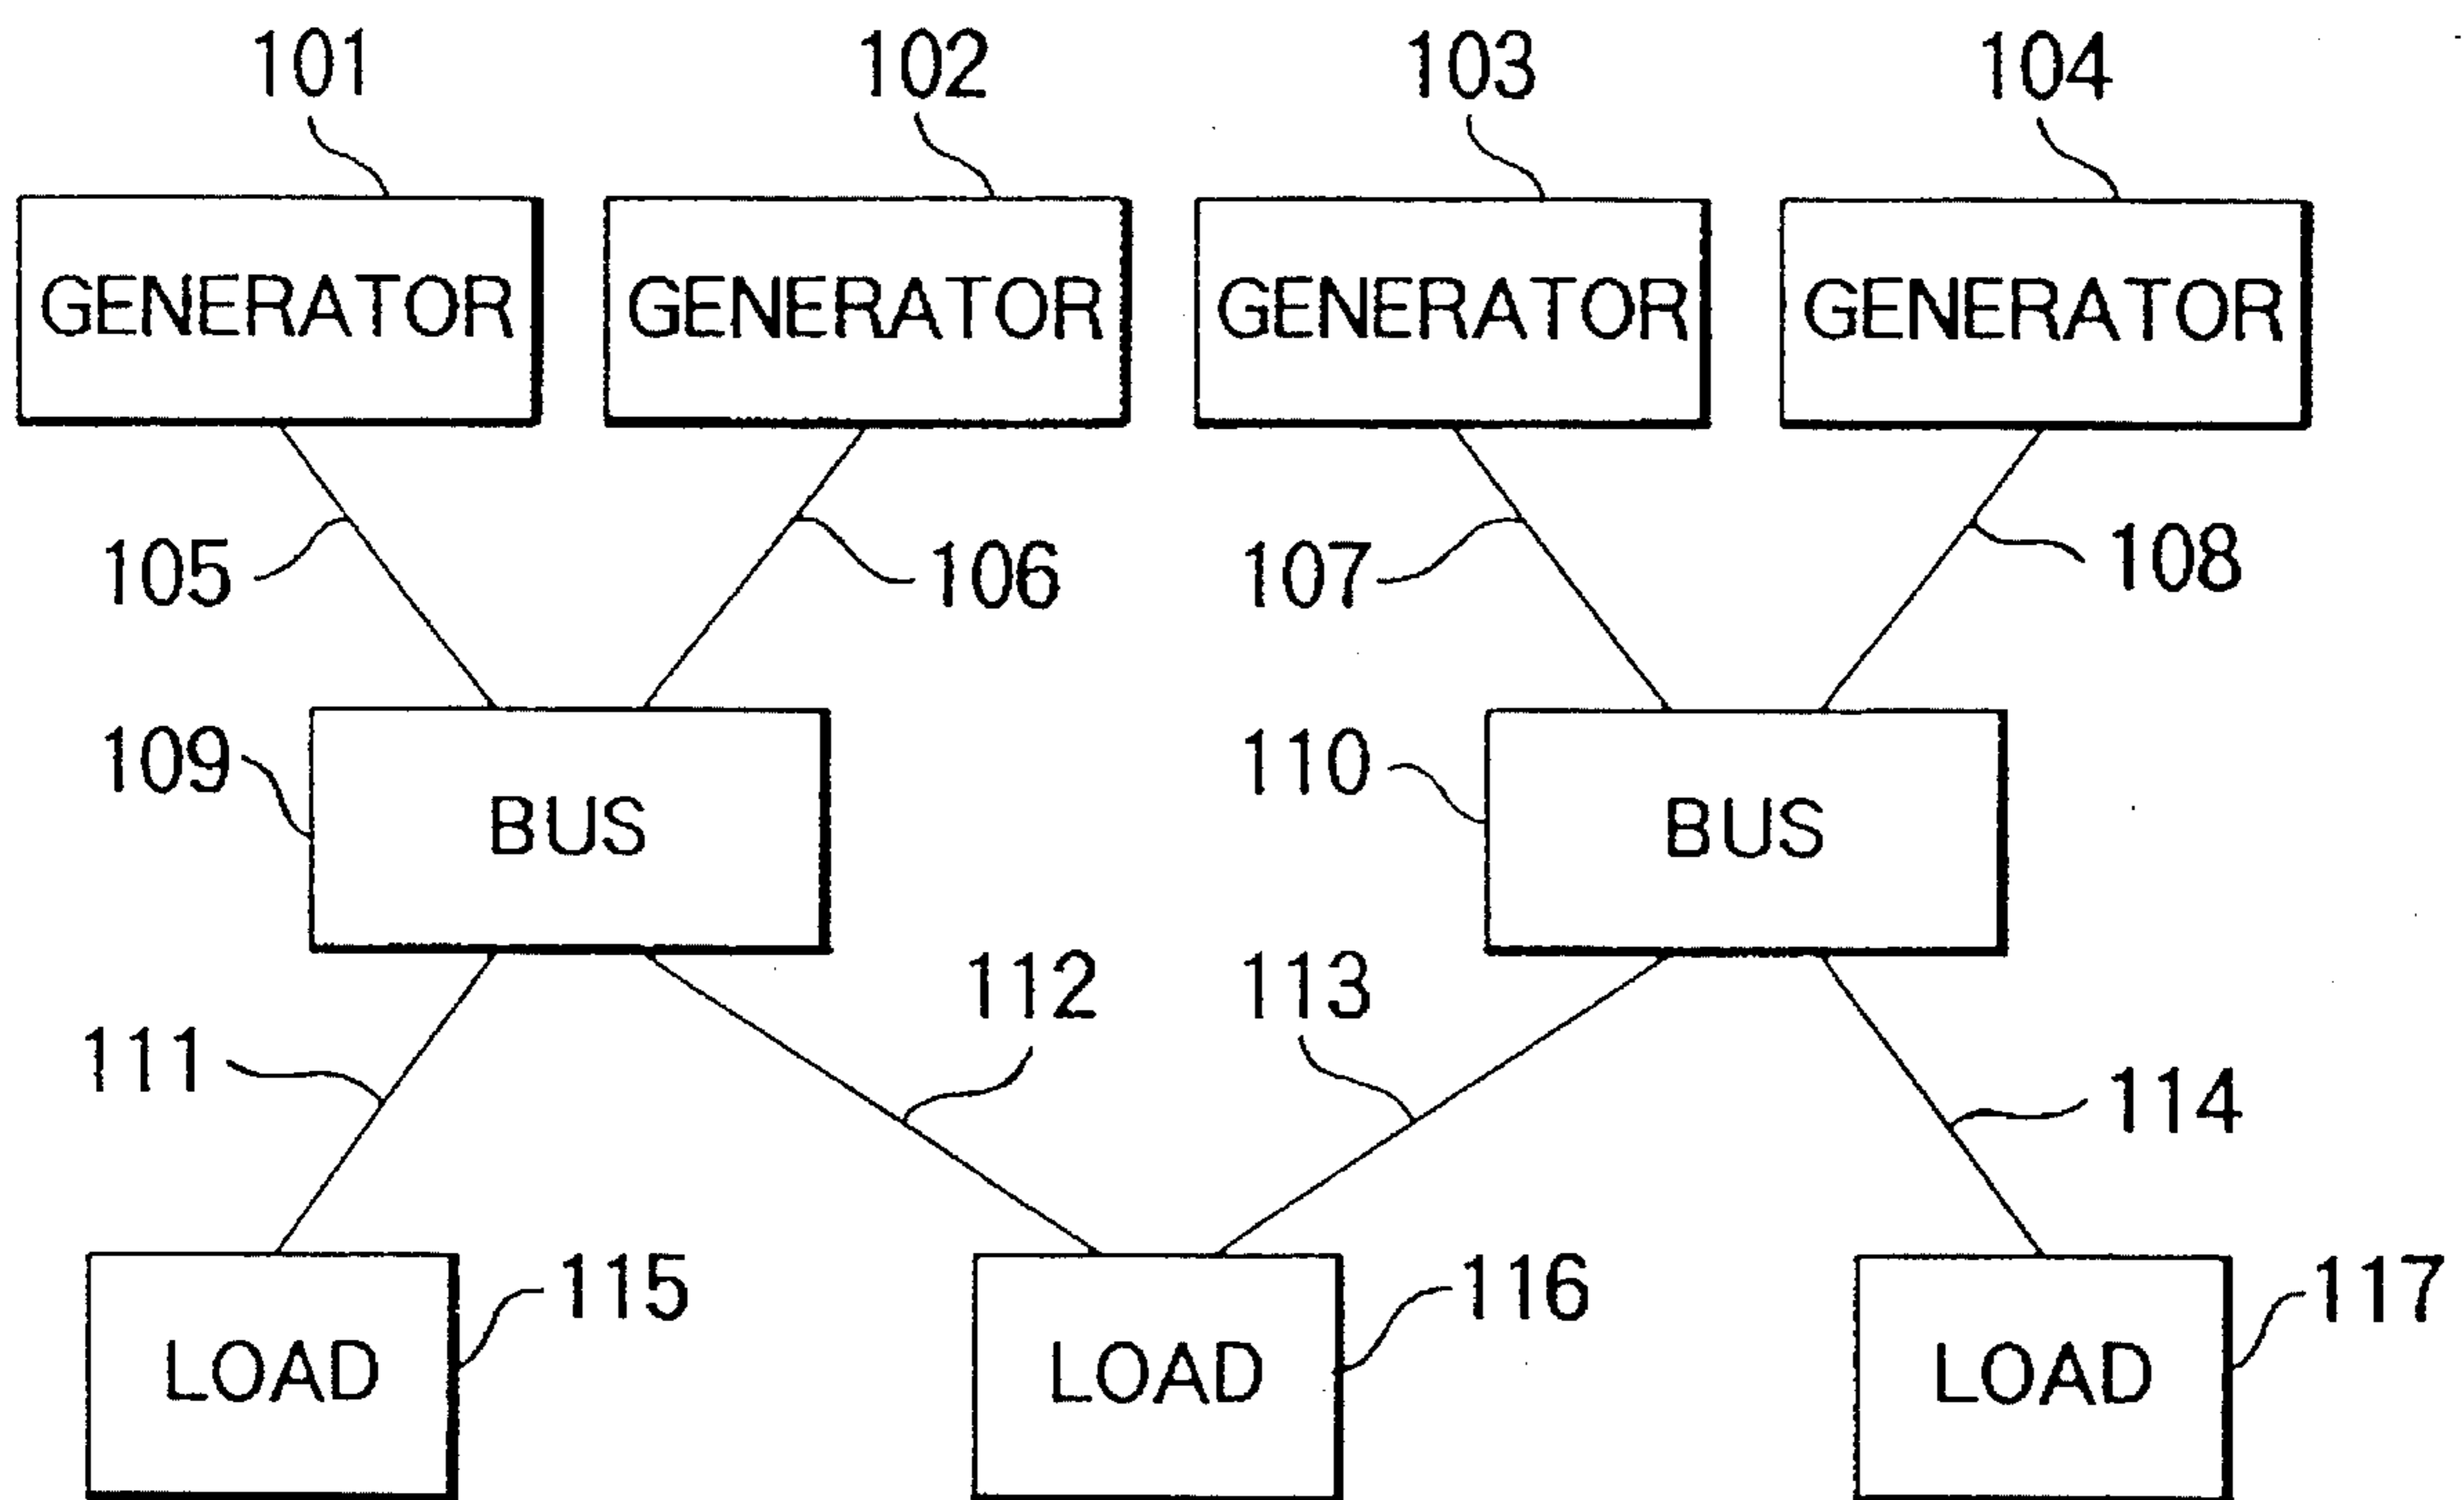 101 102 103 104
GENERATOR GENERATOR GENERATOR GENERATOR
105 106 107 108
109 BUS 110 BUS
111 112 113 114
LOAD 115 LOAD 116 LOAD 117